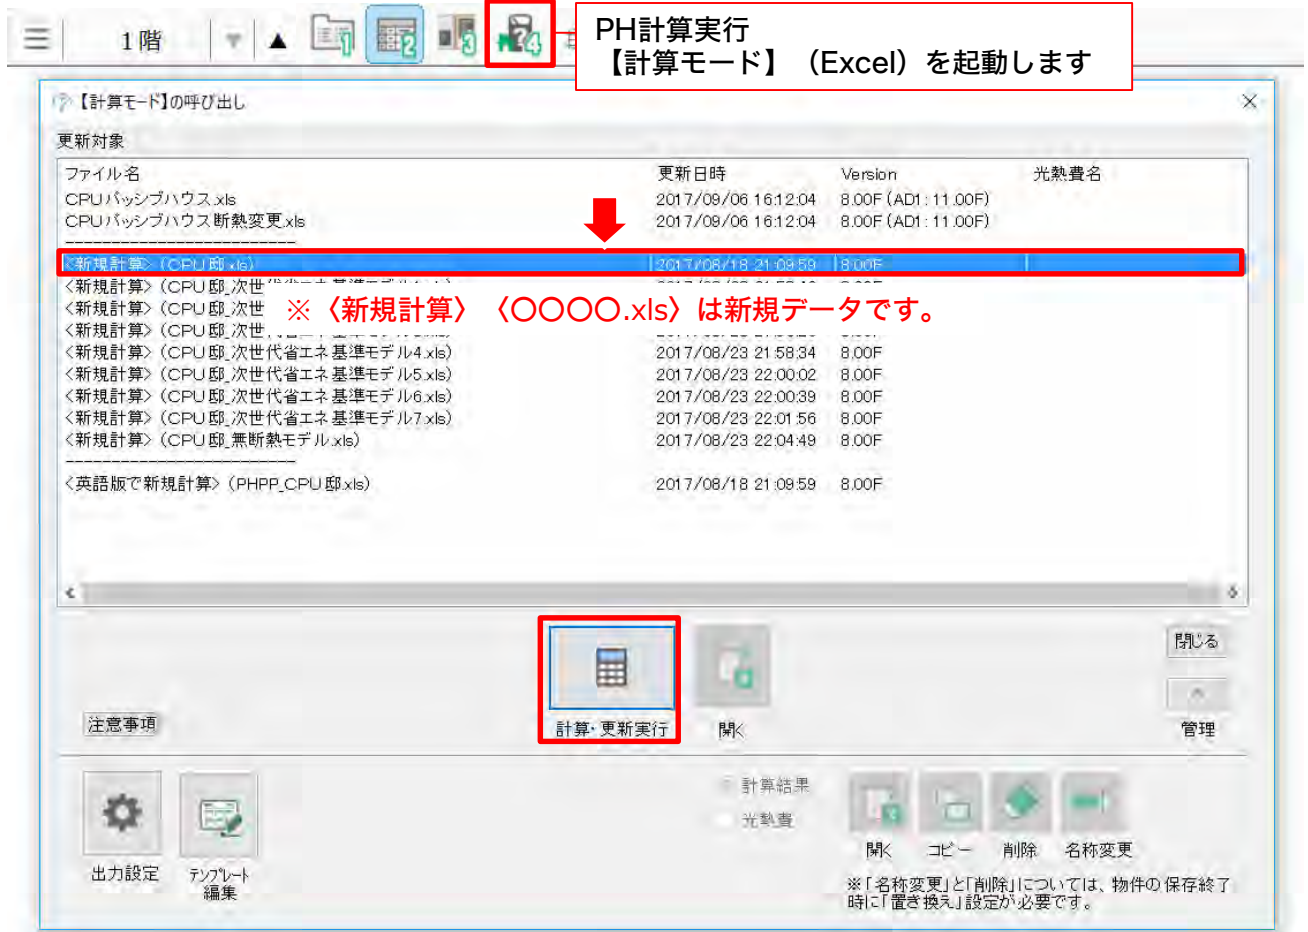 1階
PH計算実行
【計算モード】（Excel）を起動します
【計算モード】の呼び出し
更新対象
ファイル名 更新日時 Version 光熱費名
CPUパッシブハウス.xls 2017/09/06 16:12:04 8.00F (AD1 : 11.00F)
CPUパッシブハウス断熱変更.xls 2017/09/06 16:12:04 8.00F (AD1 : 11.00F)
<新規計算> (CPU邸.xls) 2017/08/18 21:09:59 8.00F
<新規計算> (CPU邸_次世
※〈新規計算〉〈〇〇〇〇.xls〉は新規データです。
<新規計算> (CPU邸_次世
<新規計算> (CPU邸_次世
<新規計算> (CPU邸_次世代省エネ基準モデル4.xls) 2017/08/23 21:58:34 8.00F
<新規計算> (CPU邸_次世代省エネ基準モデル5.xls) 2017/08/23 22:00:02 8.00F
<新規計算> (CPU邸_次世代省エネ基準モデル6.xls) 2017/08/23 22:00:39 8.00F
<新規計算> (CPU邸_次世代省エネ基準モデル7.xls) 2017/08/23 22:01:56 8.00F
<新規計算> (CPU邸_無断熱モデル.xls) 2017/08/23 22:04:49 8.00F
<英語版で新規計算> (PHPP_CPU邸.xls) 2017/08/18 21:09:59 8.00F
閉じる
注意事項
計算・更新実行 開く
管理
計算結果
光熱費
出力設定 テンプレート編集
開く コピー 削除 名称変更
※「名称変更」と「削除」については、物件の保存終了
時に「置き換え」設定が必要です。